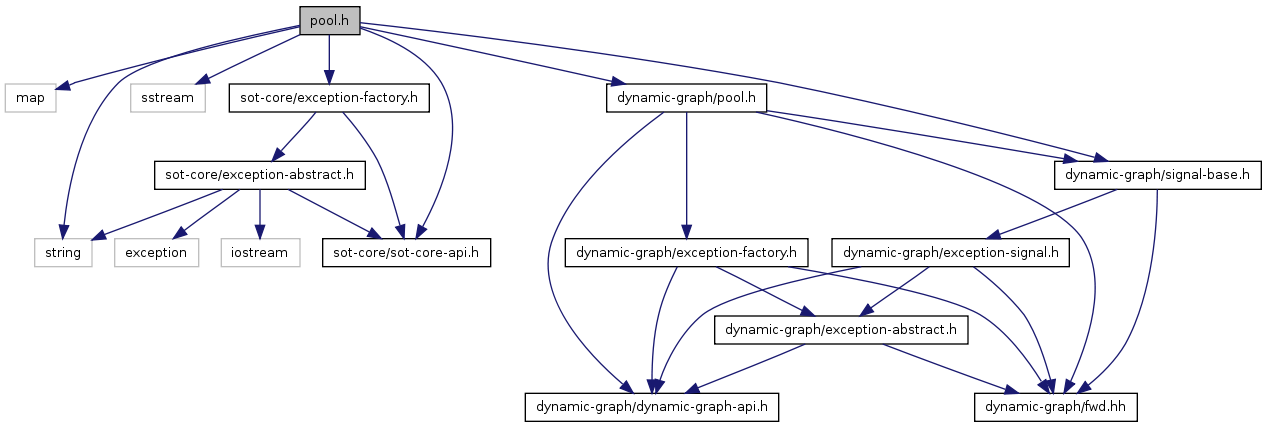 pool.h
map
sstream
sot-core/exception-factory.h
dynamic-graph/pool.h
sot-core/exception-abstract.h
dynamic-graph/signal-base.h
string
exception
iostream
sot-core/sot-core-api.h
dynamic-graph/exception-factory.h
dynamic-graph/exception-signal.h
dynamic-graph/exception-abstract.h
dynamic-graph/dynamic-graph-api.h
dynamic-graph/fwd.hh